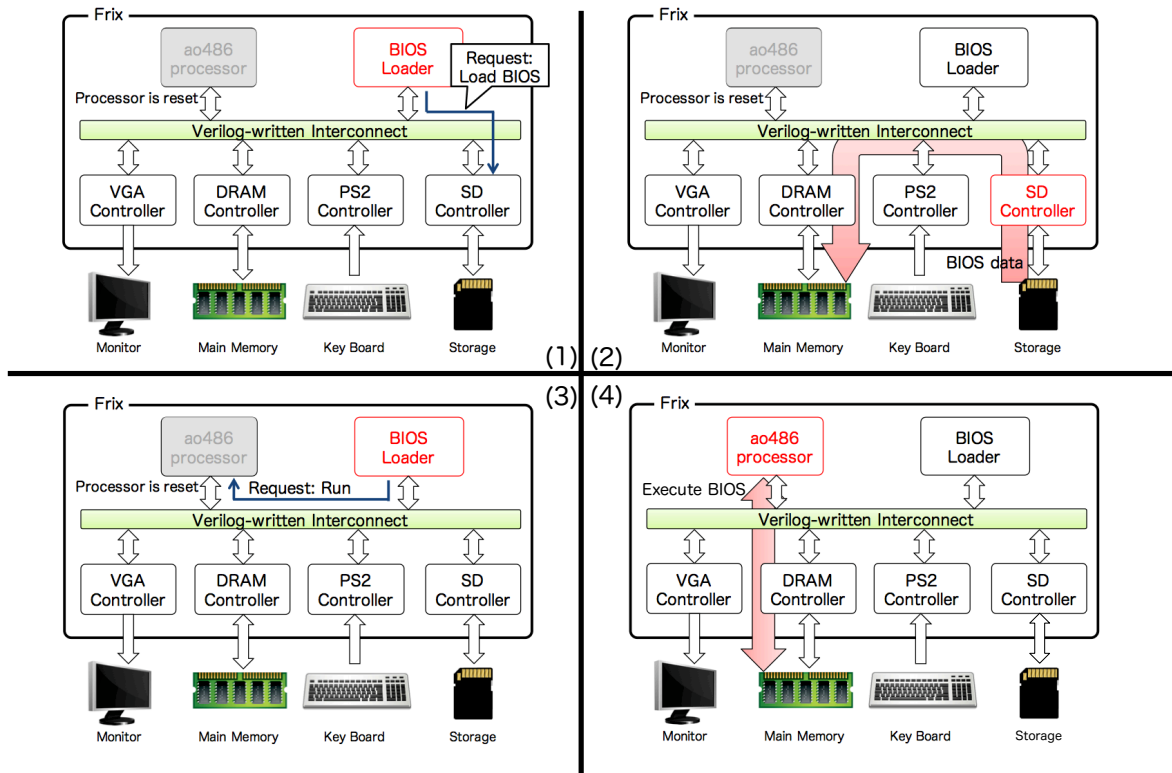 Frix
ao486
processor
BIOS
Loader
Request:
Load BIOS
Processor is reset
Verilog-written Interconnect
VGA
Controller
DRAM
Controller
PS2
Controller
SD
Controller
Monitor
Main Memory
Key Board
Storage
(1)
Frix
ao486
processor
BIOS
Loader
Processor is reset
Verilog-written Interconnect
VGA
Controller
DRAM
Controller
PS2
Controller
SD
Controller
BIOS data
Monitor
Main Memory
Key Board
Storage
(2)
(3)
Frix
ao486
processor
BIOS
Loader
Processor is reset
Request: Run
Verilog-written Interconnect
VGA
Controller
DRAM
Controller
PS2
Controller
SD
Controller
Monitor
Main Memory
Key Board
Storage
(4)
Frix
ao486
processor
BIOS
Loader
Execute BIOS
Verilog-written Interconnect
VGA
Controller
DRAM
Controller
PS2
Controller
SD
Controller
Monitor
Main Memory
Key Board
Storage